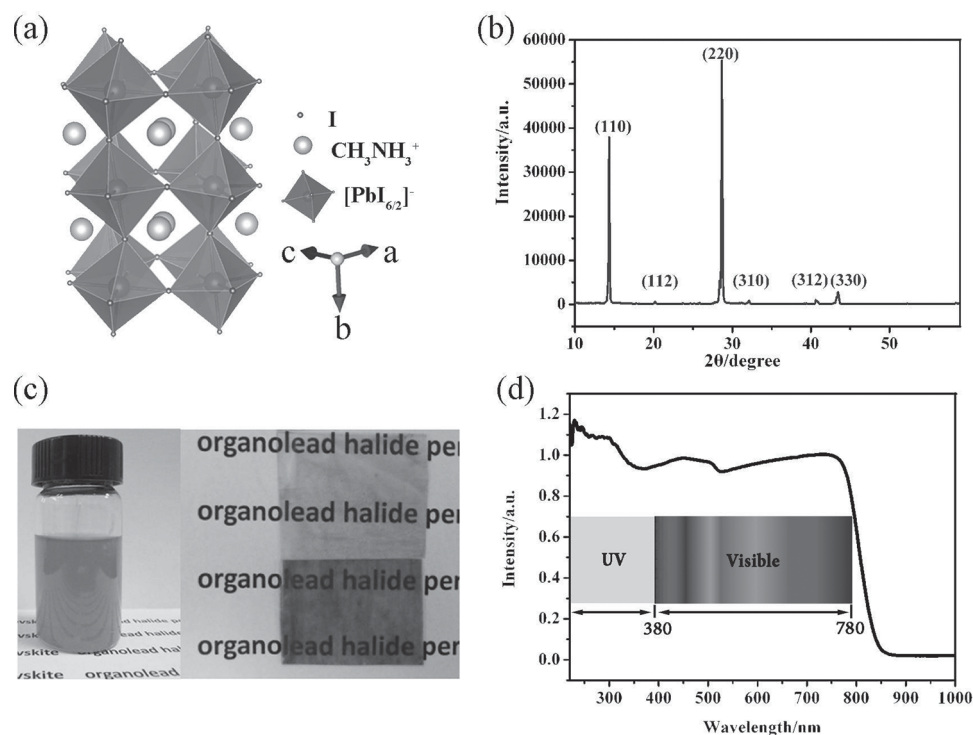 (a)
I
CH₃NH₃⁺
[PbI₆/₂]⁻
c
a
b
(b)
60000
50000
40000
30000
20000
10000
0
Intensity/a.u.
(110)
(112)
(220)
(310)
(312)
(330)
10
20
30
40
50
2θ/degree
(c)
organolead halide per
organolead halide per
organolead halide per
organolead halide per
vskite
organolead hal
(d)
1.2
1.0
0.8
0.6
0.4
0.2
0.0
Intensity/a.u.
UV
Visible
380
780
300
400
500
600
700
800
900
1000
Wavelength/nm